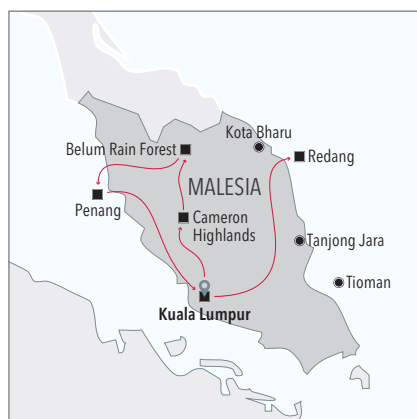 Kota Bharu
Belum Rain Forest
Redang
MALESIA
Penang
Cameron
Highlands
Tanjong Jara
Tioman
Kuala Lumpur